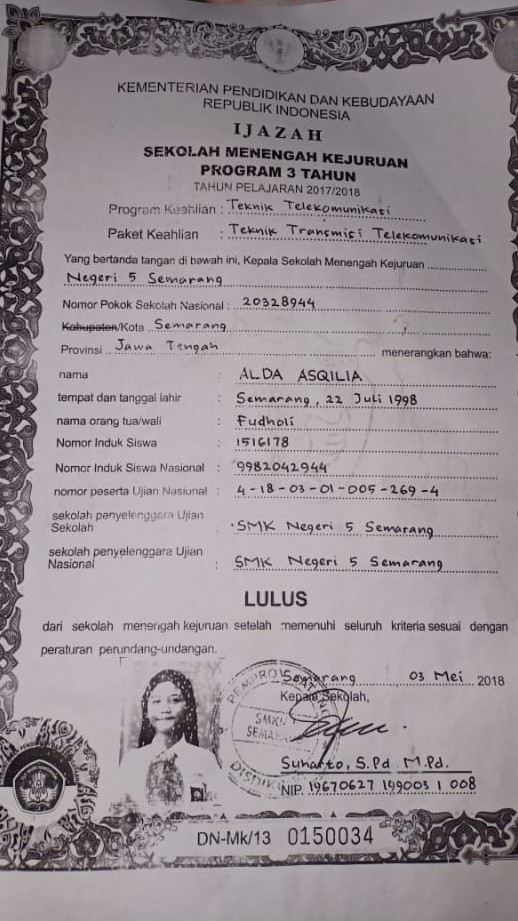 KEMENTERIAN PENDIDIKAN DAN KEBUDAYAAN
REPUBLIK INDONESIA
IJAZAH
SEKOLAH MENENGAH KEJURUAN
PROGRAM 3 TAHUN
TAHUN PELAJARAN 2017/2018
Program Keahlian : Teknik Telekomunikasi
Paket Keahlian : Teknik Transmisi Telekomunikasi
Yang bertanda tangan di bawah ini, Kepala Sekolah Menengah Kejuruan
Negeri 5 Semarang
Nomor Pokok Sekolah Nasional : 20328944
Kabupaten/Kota Semarang
Provinsi Jawa Tengah menerangkan bahwa:
nama : ALDA ASQILIA
tempat dan tanggal lahir : Semarang, 22 Juli 1998
nama orang tua/wali : Fudholi
Nomor Induk Siswa : 1516178
Nomor Induk Siswa Nasional : 9982042944
nomor peserta Ujian Nasional : 4-18-03-01-005-269-4
sekolah penyelenggara Ujian
Sekolah : SMK Negeri 5 Semarang
sekolah penyelenggara Ujian
Nasional : SMK Negeri 5 Semarang
LULUS
dari sekolah menengah kejuruan setelah memenuhi seluruh kriteria sesuai dengan
peraturan perundang-undangan.
Semarang 03 Mei 2018
Kepala Sekolah,
Suharto, S.Pd M.Pd.
NIP 19670627 199003 1 008
DN-Mk/13 0150034